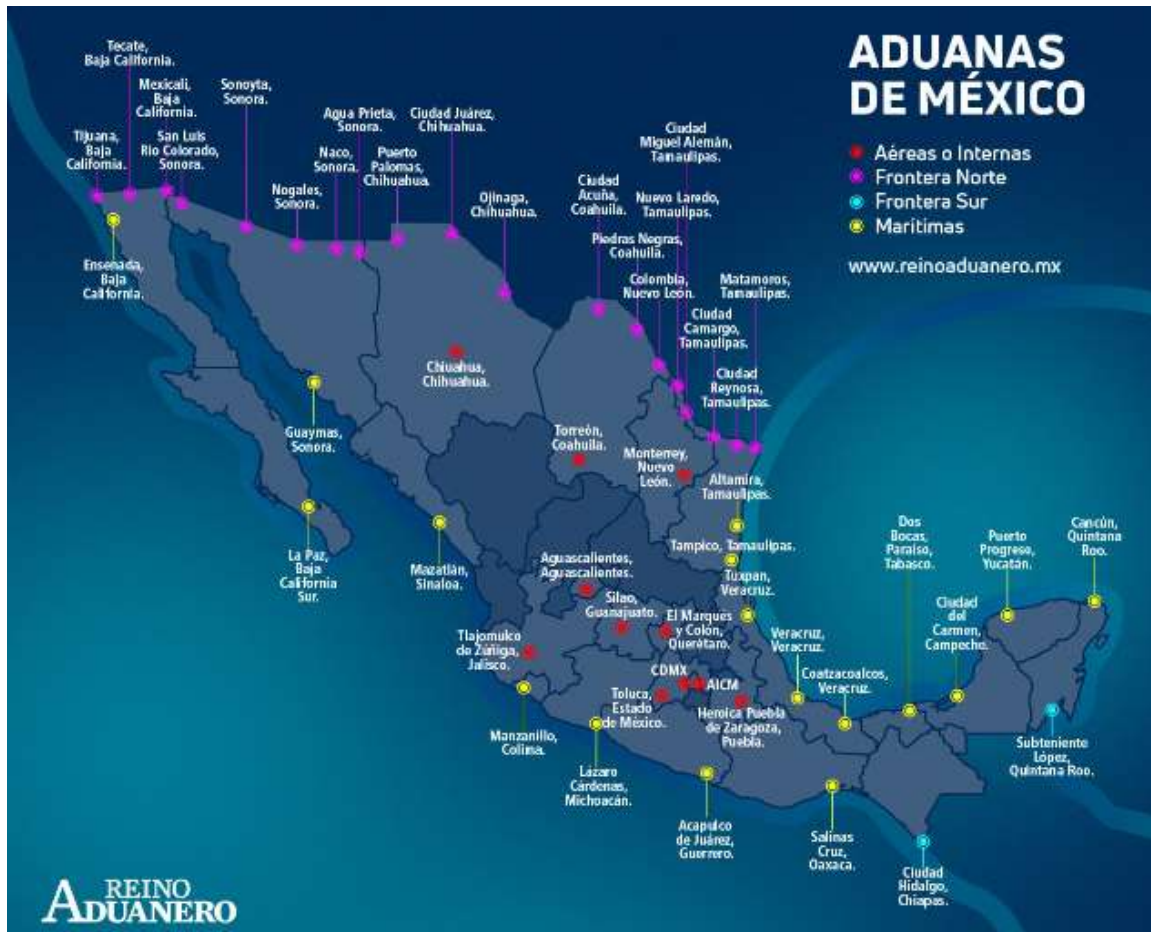 ADUANAS
DE MÉXICO
Aéreas o Internas
Frontera Norte
Frontera Sur
Marítimas
www.reinoaduanero.mx
Tecate,
Baja California.
Mexicali,
Baja
California.
Tijuana,
Baja
California.
San Luis
Rio Colorado,
Sonora.
Sonoyta,
Sonora.
Nogales,
Sonora.
Agua Prieta,
Sonora.
Naco,
Sonora.
Puerto
Palomas,
Chihuahua.
Ciudad Juárez,
Chihuahua.
Ojinaga,
Chihuahua.
Ciudad
Acuña,
Coahuila.
Piedras Negras,
Coahuila.
Ciudad
Miguel Alemán,
Tamaulipas.
Nuevo Laredo,
Tamaulipas.
Colombia,
Nuevo León.
Matamoros,
Tamaulipas.
Ciudad
Camargo,
Tamaulipas.
Ciudad
Reynosa,
Tamaulipas.
Ensenada,
Baja
California.
Chiuahua,
Chihuahua.
Guaymas,
Sonora.
Torreón,
Coahuila.
Monterrey,
Nuevo
León.
Altamira,
Tamaulipas.
La Paz,
Baja
California
Sur.
Mazatlán,
Sinaloa.
Tampico, Tamaulipas.
Tuxpan,
Veracruz.
Aguascalientes,
Aguascalientes.
Silao,
Guanajuato.
El Marques
y Colón,
Querétaro.
Tlajomulco
de Zúñiga,
Jalisco.
CDMX
AICM
Toluca,
Estado
de México.
Heroica Puebla
de Zaragoza,
Puebla.
Manzanillo,
Colima.
Lázaro
Cárdenas,
Michoacán.
Acapulco
de Juárez,
Guerrero.
Veracruz,
Veracruz.
Coatzacoalcos,
Veracruz.
Salinas
Cruz,
Oaxaca.
Dos
Bocas,
Paraíso,
Tabasco.
Ciudad
del
Carmen,
Campeche.
Puerto
Progreso,
Yucatán.
Cancún,
Quintana
Roo.
Subteniente
López,
Quintana Roo.
Ciudad
Hidalgo,
Chiapas.
REINO
ADUANERO